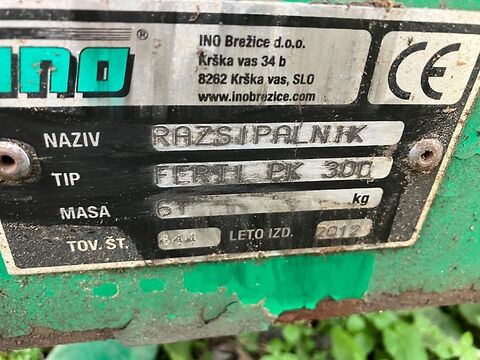 ino ®
INO Brežice d.o.o.
Krška vas 34 b
8262 Krška vas, SLO
www.inobrezice.com
CE
NAZIV RAZSIPALNIK
TIP FERTI PK 300
MASA kg
TOV. ŠT. LETO IZD. 2012